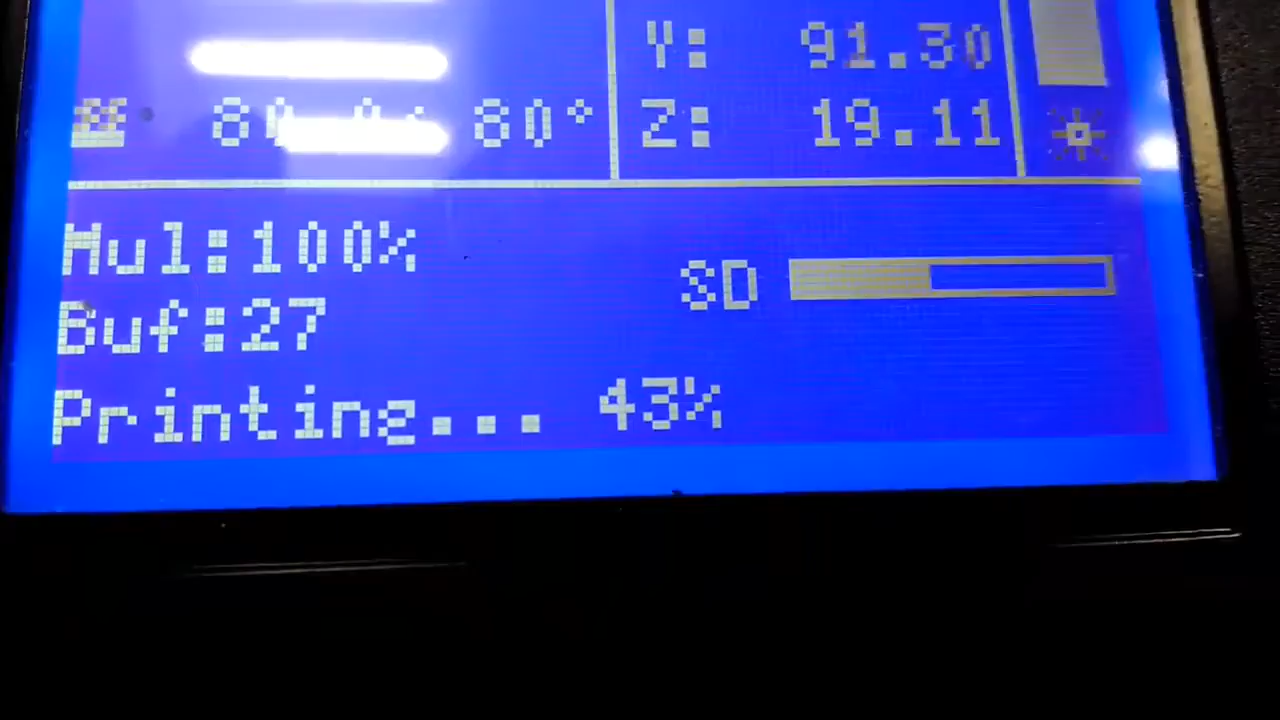 Y: 91.30
80° Z: 19.11
Mul:100%
SD
Buf:27
Printing... 43%